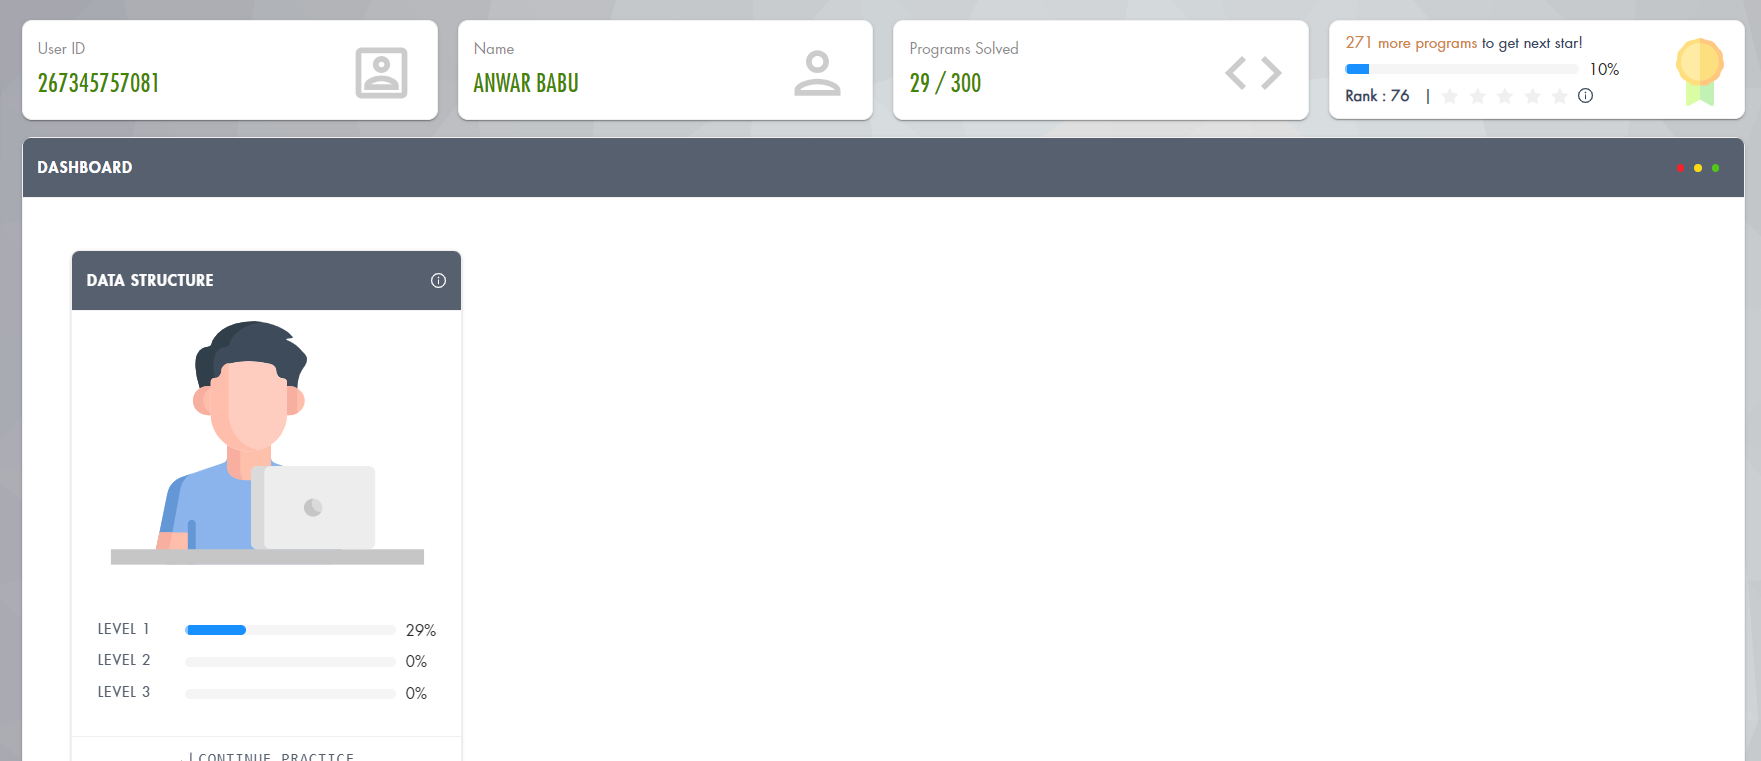 User ID
267345757081
Name
ANWAR BABU
Programs Solved
29 / 300
271 more programs to get next star!
10%
Rank : 76 |
DASHBOARD
DATA STRUCTURE
LEVEL 1 29%
LEVEL 2 0%
LEVEL 3 0%
CONTINUE PRACTICE